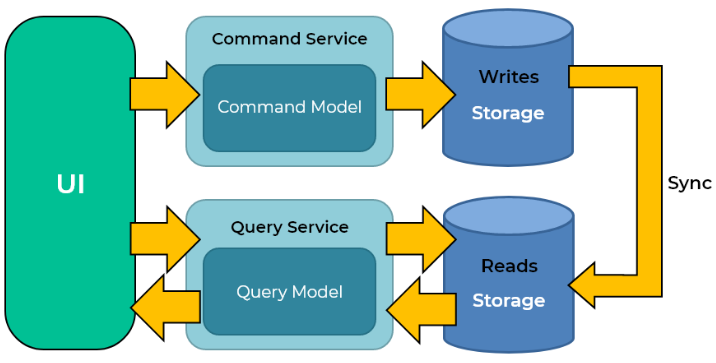 UI
Command Service
Command Model
Writes
Storage
Sync
Query Service
Query Model
Reads
Storage